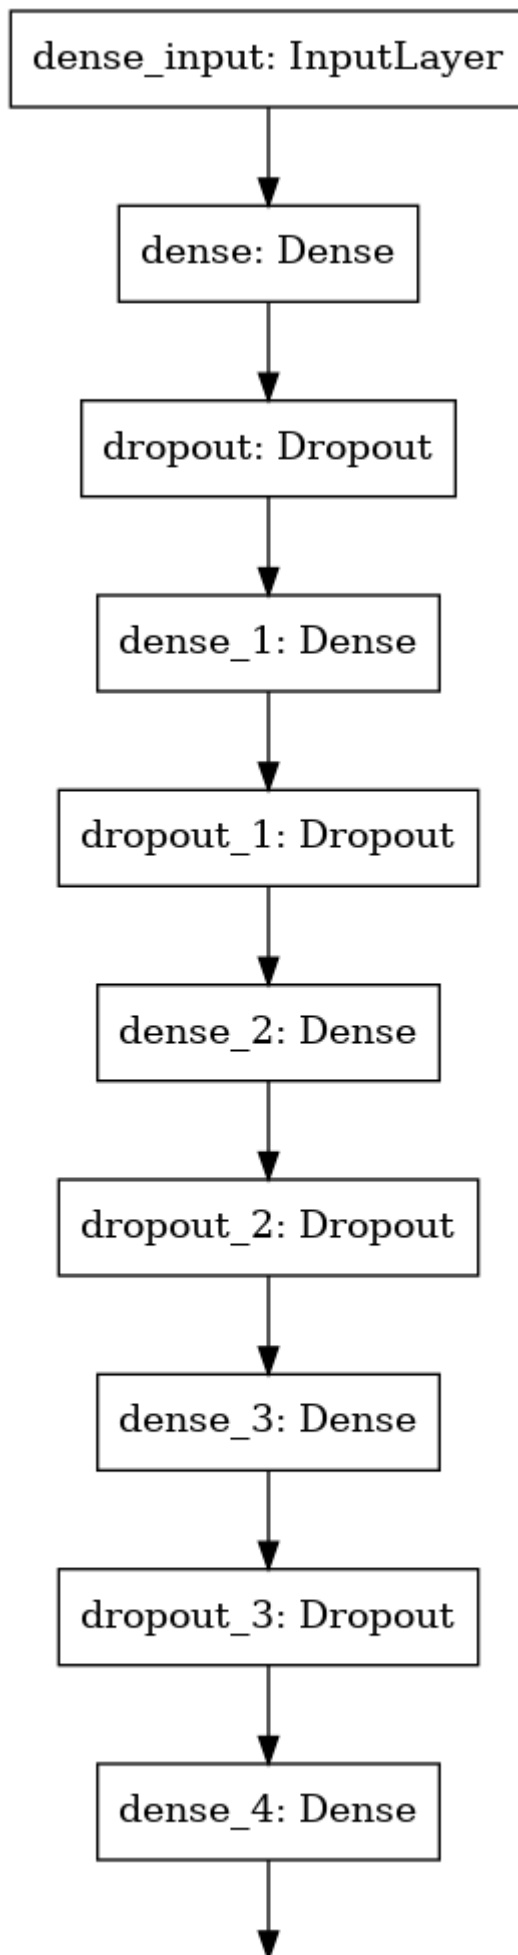 dense_input: InputLayer
dense: Dense
dropout: Dropout
dense_1: Dense
dropout_1: Dropout
dense_2: Dense
dropout_2: Dropout
dense_3: Dense
dropout_3: Dropout
dense_4: Dense